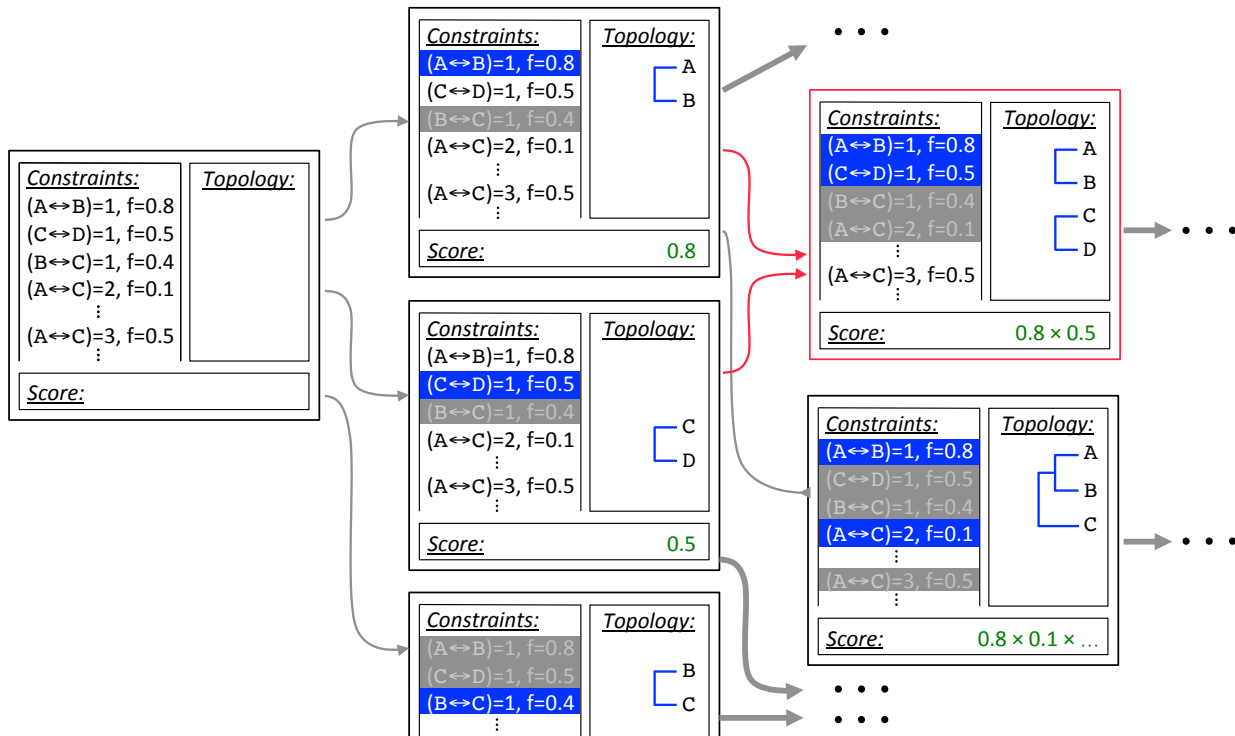 Constraints:
(A↔B)=1, f=0.8
(C↔D)=1, f=0.5
(B↔C)=1, f=0.4
(A↔C)=2, f=0.1
⋮
(A↔C)=3, f=0.5
⋮
Topology:
Score:
Constraints:
(A↔B)=1, f=0.8
(C↔D)=1, f=0.5
(B↔C)=1, f=0.4
(A↔C)=2, f=0.1
⋮
(A↔C)=3, f=0.5
⋮
Topology:
A
B
Score: 0.8
Constraints:
(A↔B)=1, f=0.8
(C↔D)=1, f=0.5
(B↔C)=1, f=0.4
(A↔C)=2, f=0.1
⋮
(A↔C)=3, f=0.5
⋮
Topology:
C
D
Score: 0.5
Constraints:
(A↔B)=1, f=0.8
(C↔D)=1, f=0.5
(B↔C)=1, f=0.4
⋮
Topology:
B
C
• • •
Constraints:
(A↔B)=1, f=0.8
(C↔D)=1, f=0.5
(B↔C)=1, f=0.4
(A↔C)=2, f=0.1
⋮
(A↔C)=3, f=0.5
⋮
Topology:
A
B
C
D
Score: 0.8 × 0.5
• • •
Constraints:
(A↔B)=1, f=0.8
(C↔D)=1, f=0.5
(B↔C)=1, f=0.4
(A↔C)=2, f=0.1
⋮
(A↔C)=3, f=0.5
⋮
Topology:
A
B
C
Score: 0.8 × 0.1 × ...
• • •
• • •
• • •